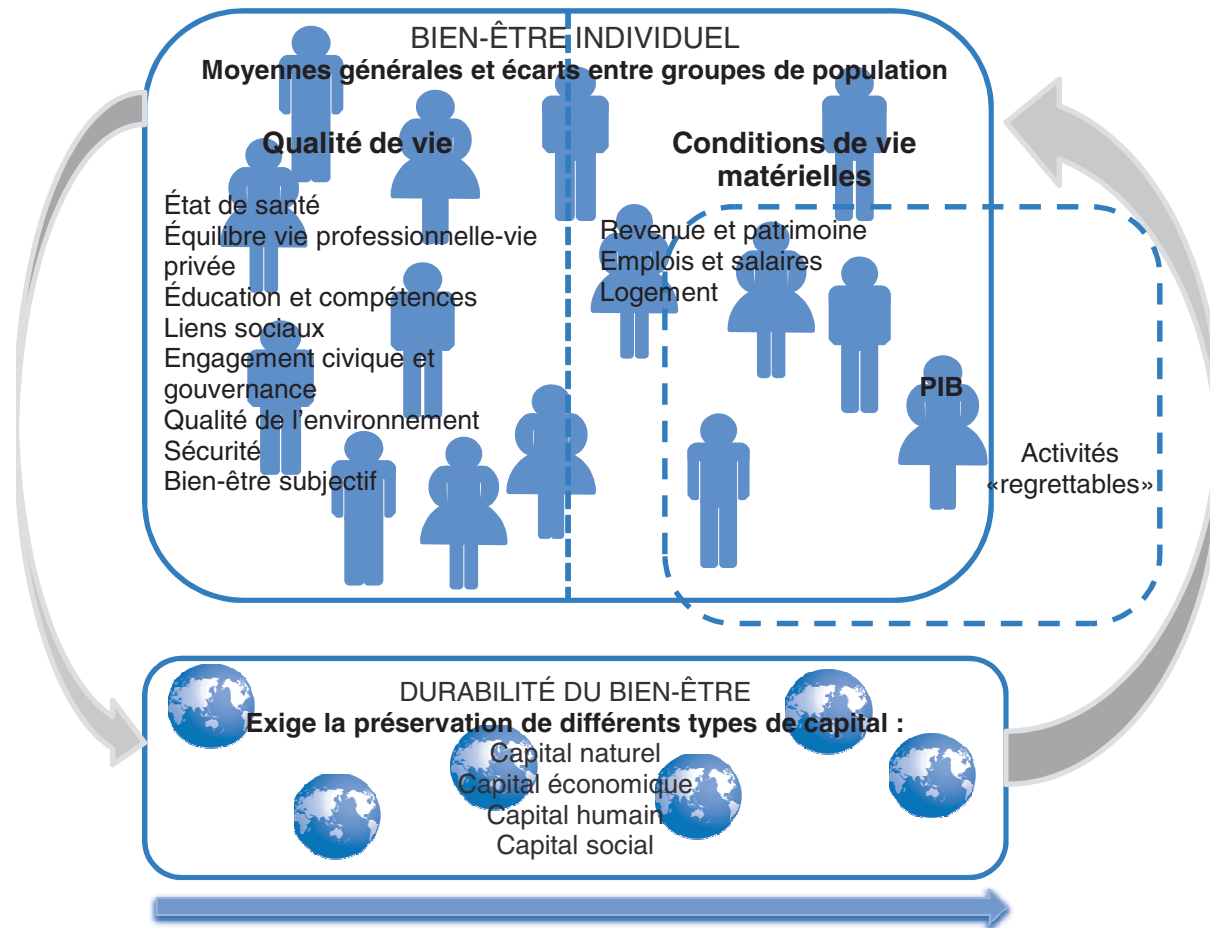 BIEN-ÊTRE INDIVIDUEL
Moyennes générales et écarts entre groupes de population
Qualité de vie
État de santé
Équilibre vie professionnelle-vie
privée
Éducation et compétences
Liens sociaux
Engagement civique et
gouvernance
Qualité de l'environnement
Sécurité
Bien-être subjectif
Conditions de vie
matérielles
Revenue et patrimoine
Emplois et salaires
Logement
PIB
Activités
«regrettables»
DURABILITÉ DU BIEN-ÊTRE
Exige la préservation de différents types de capital :
Capital naturel
Capital économique
Capital humain
Capital social